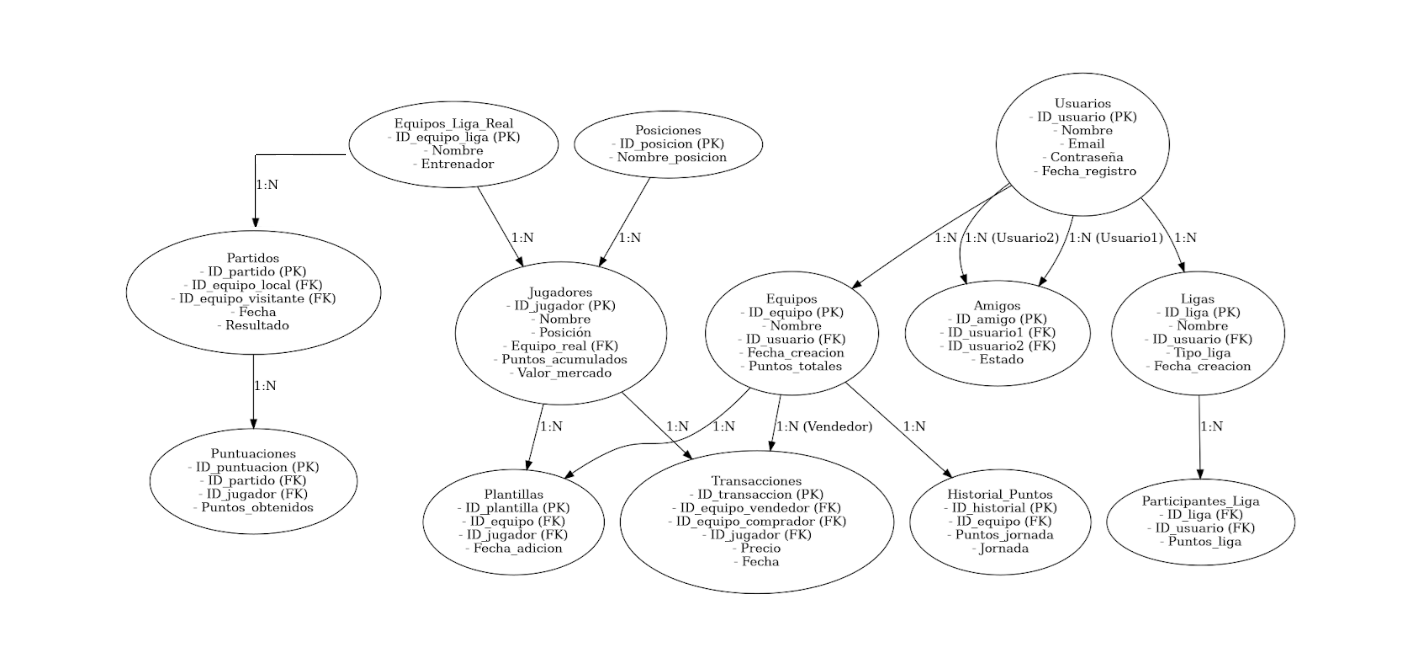 Equipos_Liga_Real
- ID_equipo_liga (PK)
- Nombre
- Entrenador
Posiciones
- ID_posicion (PK)
- Nombre_posicion
Usuarios
- ID_usuario (PK)
- Nombre
- Email
- Contraseña
- Fecha_registro
1:N
1:N
1:N
1:N
1:N (Usuario2)
1:N (Usuario1)
1:N
Partidos
- ID_partido (PK)
- ID_equipo_local (FK)
- ID_equipo_visitante (FK)
- Fecha
- Resultado
Jugadores
- ID_jugador (PK)
- Nombre
- Posición
- Equipo_real (FK)
- Puntos_acumulados
- Valor_mercado
Equipos
- ID_equipo (PK)
- Nombre
- ID_usuario (FK)
- Fecha_creacion
- Puntos_totales
Amigos
- ID_amigo (PK)
- ID_usuario1 (FK)
- ID_usuario2 (FK)
- Estado
Ligas
- ID_liga (PK)
- Nombre
- ID_usuario (FK)
- Tipo_liga
- Fecha_creacion
1:N
1:N
1:N
1:N
1:N (Vendedor)
1:N
1:N
Puntuaciones
- ID_puntuacion (PK)
- ID_partido (FK)
- ID_jugador (FK)
- Puntos_obtenidos
Plantillas
- ID_plantilla (PK)
- ID_equipo (FK)
- ID_jugador (FK)
- Fecha_adicion
Transacciones
- ID_transaccion (PK)
- ID_equipo_vendedor (FK)
- ID_equipo_comprador (FK)
- ID_jugador (FK)
- Precio
- Fecha
Historial_Puntos
- ID_historial (PK)
- ID_equipo (FK)
- Puntos_jornada
- Jornada
Participantes_Liga
- ID_liga (FK)
- ID_usuario (FK)
- Puntos_liga